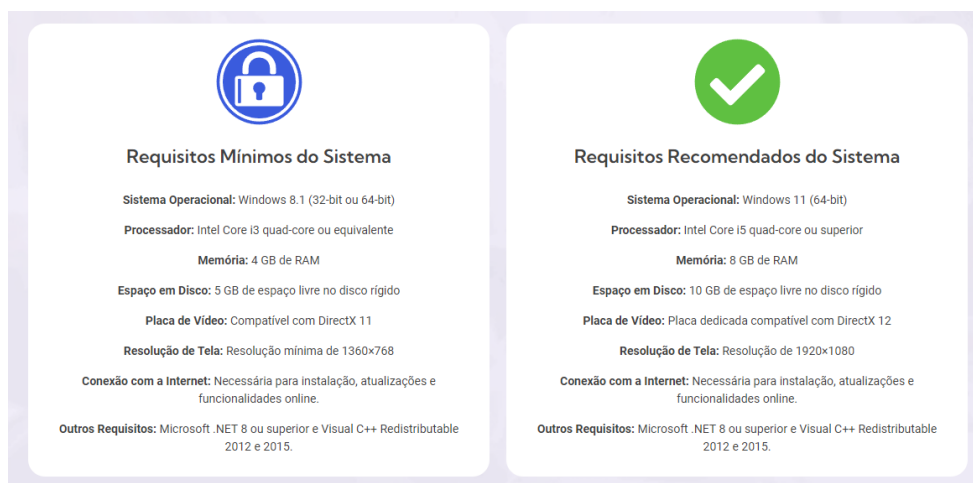 Requisitos Mínimos do Sistema
Sistema Operacional: Windows 8.1 (32-bit ou 64-bit)
Processador: Intel Core i3 quad-core ou equivalente
Memória: 4 GB de RAM
Espaço em Disco: 5 GB de espaço livre no disco rígido
Placa de Vídeo: Compatível com DirectX 11
Resolução de Tela: Resolução mínima de 1360×768
Conexão com a Internet: Necessária para instalação, atualizações e
funcionalidades online.
Outros Requisitos: Microsoft .NET 8 ou superior e Visual C++ Redistributable
2012 e 2015.
Requisitos Recomendados do Sistema
Sistema Operacional: Windows 11 (64-bit)
Processador: Intel Core i5 quad-core ou superior
Memória: 8 GB de RAM
Espaço em Disco: 10 GB de espaço livre no disco rígido
Placa de Vídeo: Placa dedicada compatível com DirectX 12
Resolução de Tela: Resolução de 1920×1080
Conexão com a Internet: Necessária para instalação, atualizações e
funcionalidades online.
Outros Requisitos: Microsoft .NET 8 ou superior e Visual C++ Redistributable
2012 e 2015.